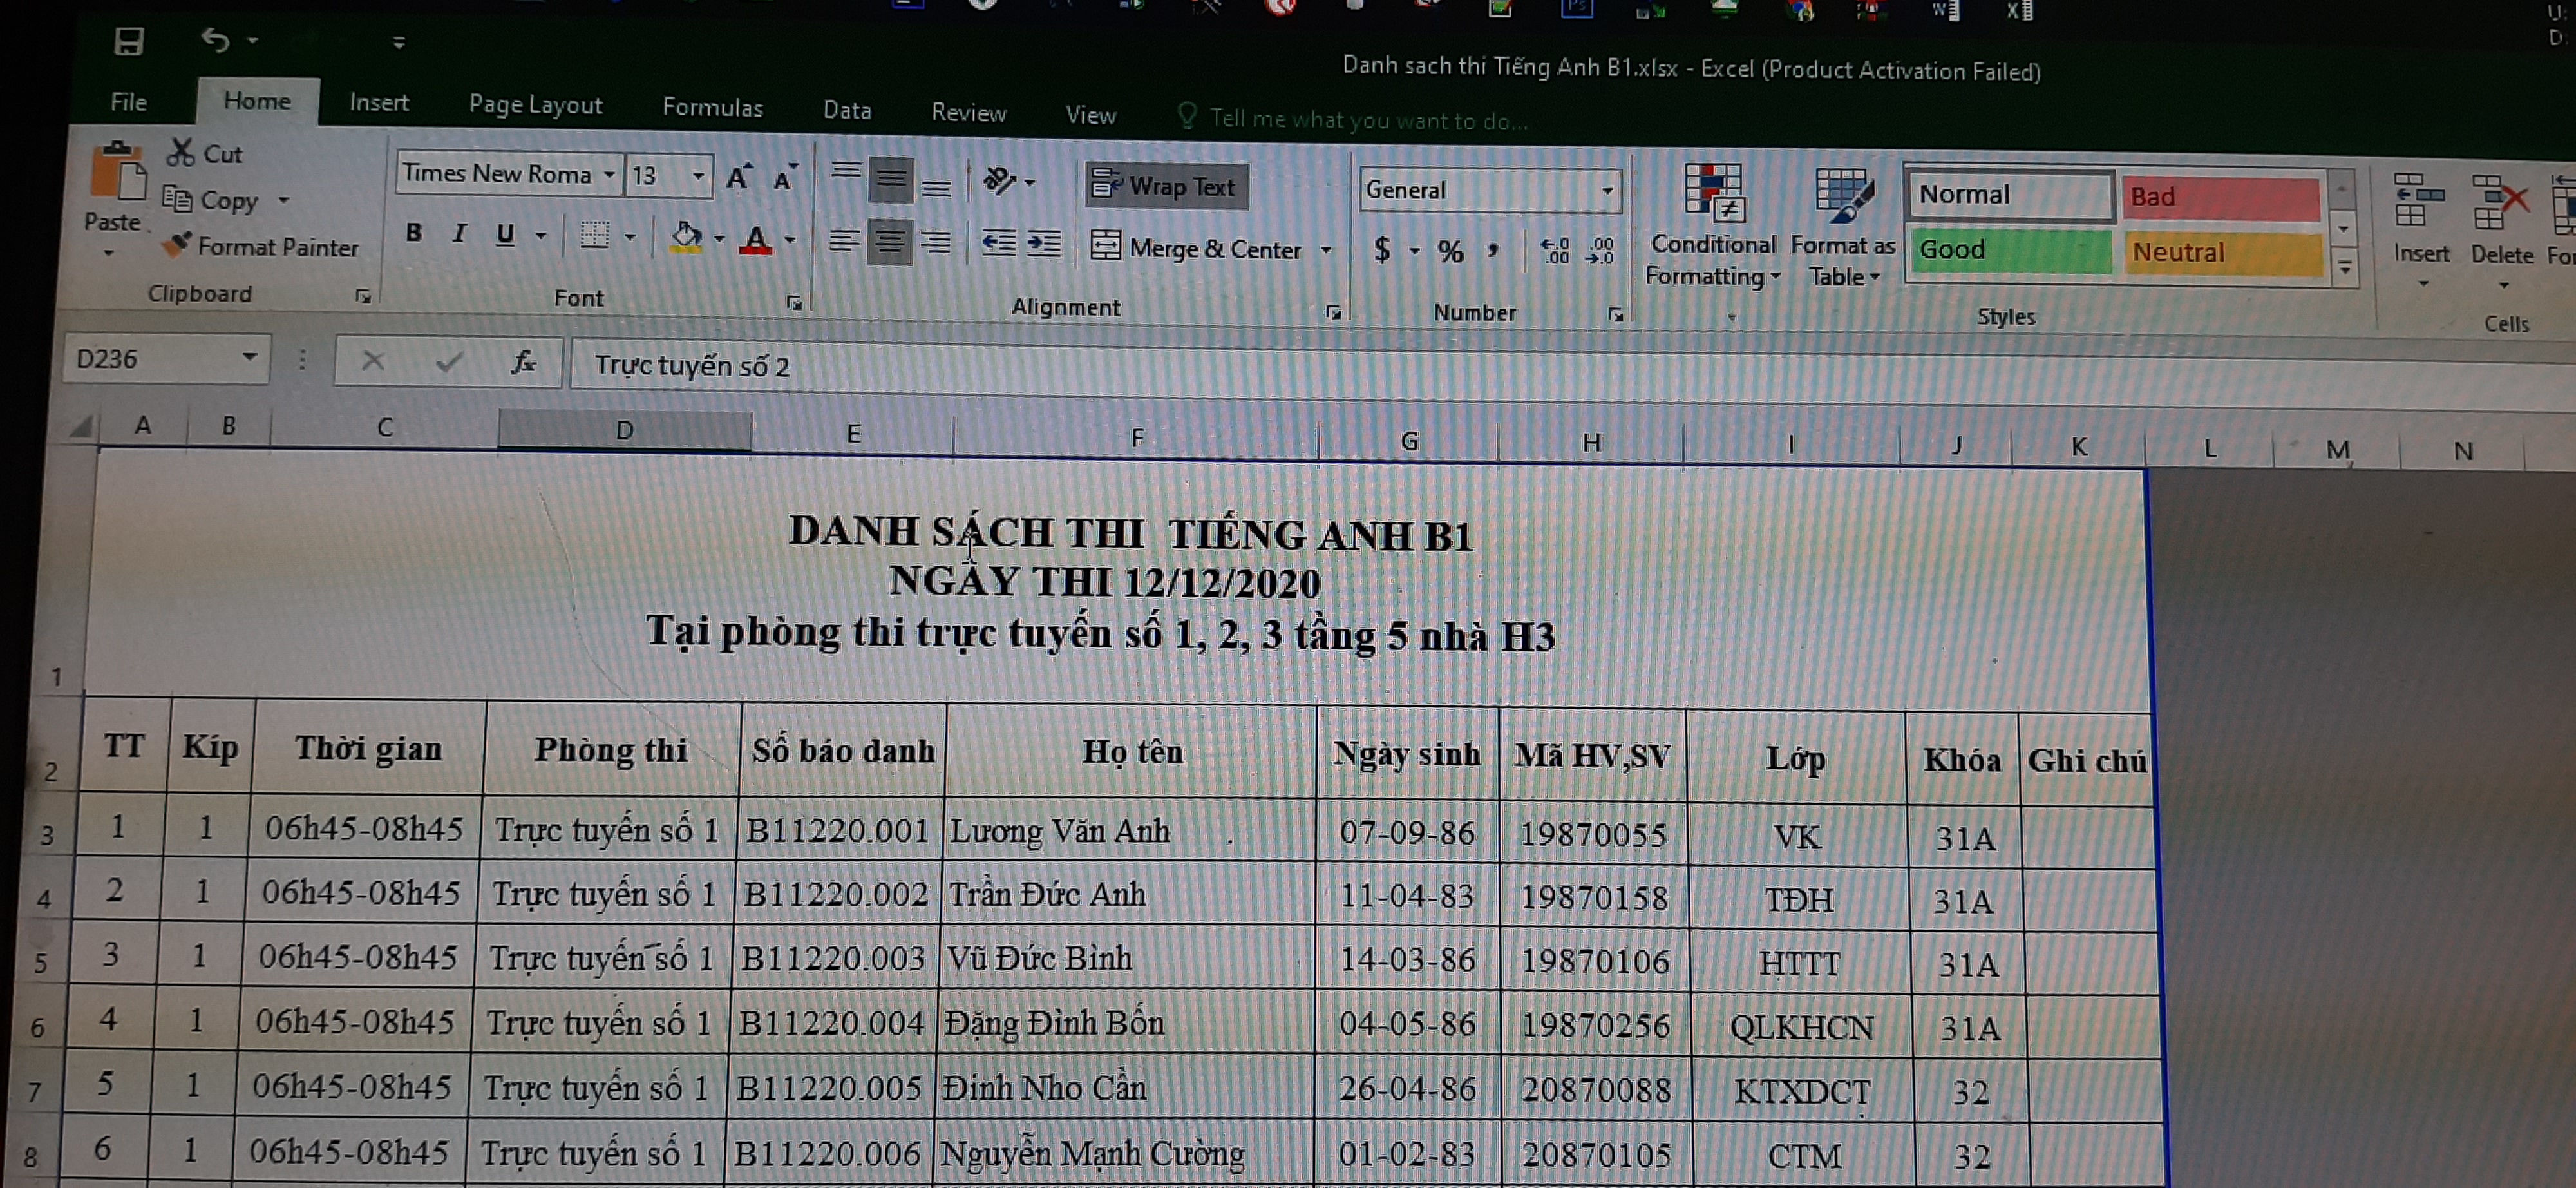 Danh sach thi Tiếng Anh B1.xlsx - Excel (Product Activation Failed)
File Home Insert Page Layout Formulas Data Review View Tell me what you want to do...
Paste Cut Copy Format Painter
Clipboard
Times New Roma 13
B I U
Font
Wrap Text
Merge & Center
Alignment
General
$ % ,
Number
Conditional Formatting
Format as Table
Normal Bad
Good Neutral
Styles
Insert Delete
Cells
D236 fx Trực tuyến số 2
A B C D E F G H I J K L M N
1 DANH SÁCH THI TIẾNG ANH B1
NGÀY THI 12/12/2020
Tại phòng thi trực tuyến số 1, 2, 3 tầng 5 nhà H3
2 TT Kíp Thời gian Phòng thi Số báo danh Họ tên Ngày sinh Mã HV,SV Lớp Khóa Ghi chú
3 1 1 06h45-08h45 Trực tuyến số 1 B11220.001 Lương Văn Anh 07-09-86 19870055 VK 31A
4 2 1 06h45-08h45 Trực tuyến số 1 B11220.002 Trần Đức Anh 11-04-83 19870158 TĐH 31A
5 3 1 06h45-08h45 Trực tuyến số 1 B11220.003 Vũ Đức Bình 14-03-86 19870106 HTTT 31A
6 4 1 06h45-08h45 Trực tuyến số 1 B11220.004 Đặng Đình Bốn 04-05-86 19870256 QLKHCN 31A
7 5 1 06h45-08h45 Trực tuyến số 1 B11220.005 Đinh Nho Cần 26-04-86 20870088 KTXDCT 32
8 6 1 06h45-08h45 Trực tuyến số 1 B11220.006 Nguyễn Mạnh Cường 01-02-83 20870105 CTM 32